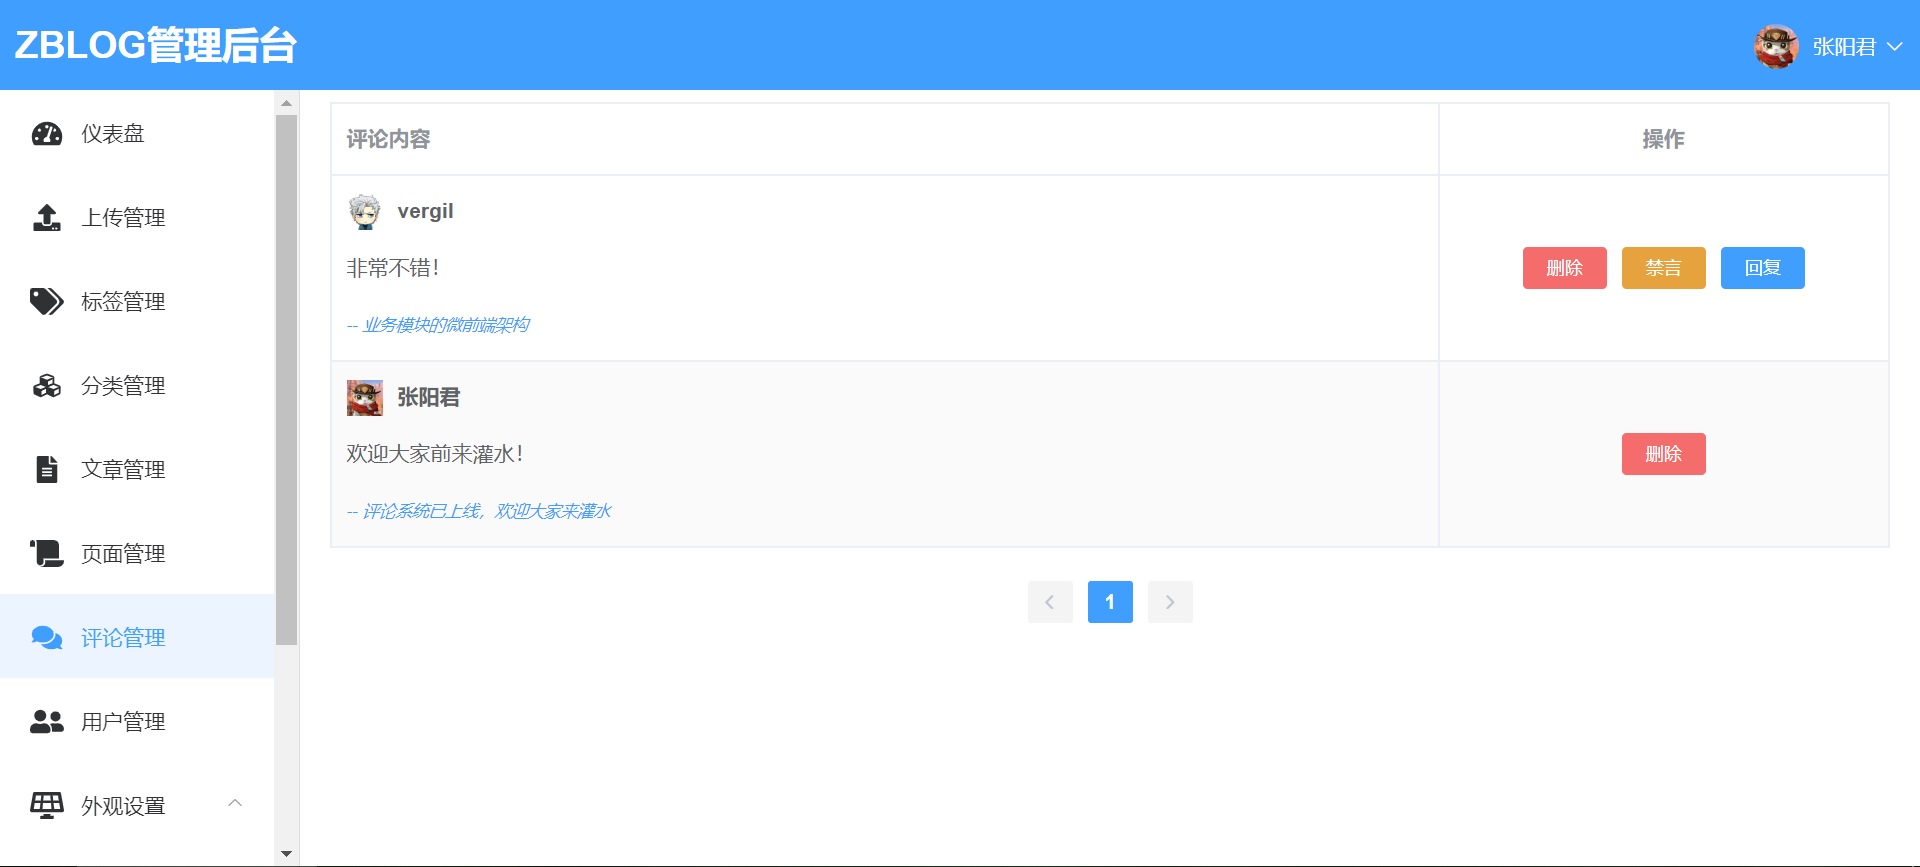 ZBLOG管理后台
张阳君
仪表盘
上传管理
标签管理
分类管理
文章管理
页面管理
评论管理
用户管理
外观设置
评论内容
操作
vergil
非常不错！
-- 业务模块的微前端架构
删除
禁言
回复
张阳君
欢迎大家前来灌水！
-- 评论系统已上线，欢迎大家来灌水
删除
1